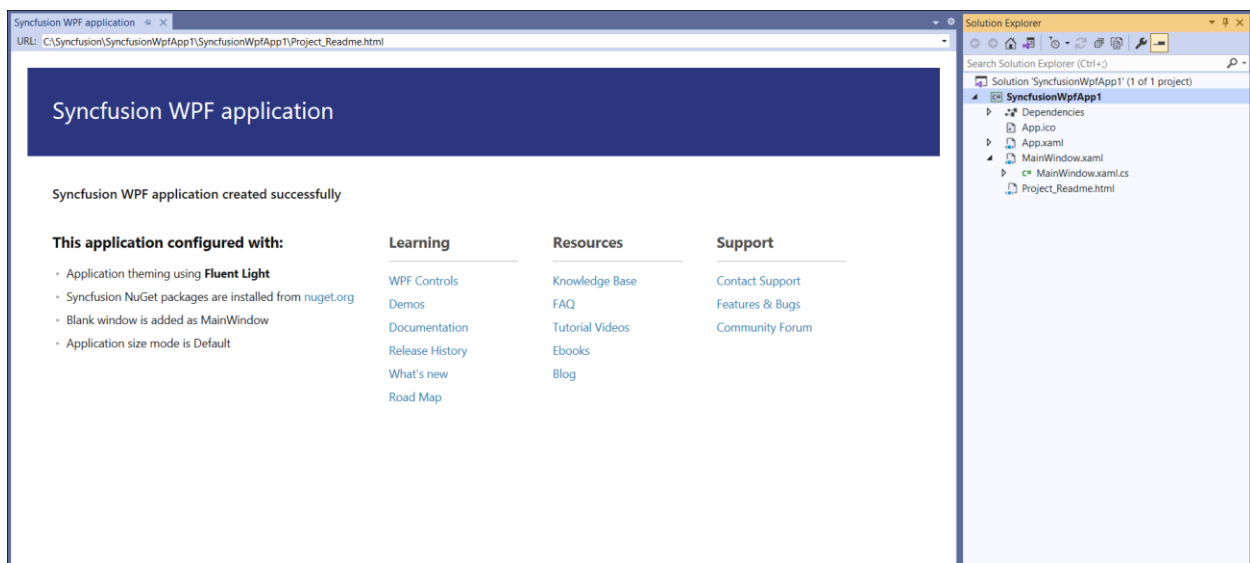 Syncfusion WPF application
URL: C:\Syncfusion\SyncfusionWpfApp1\SyncfusionWpfApp1\Project_Readme.html
Syncfusion WPF application
Syncfusion WPF application created successfully
This application configured with:
Application theming using Fluent Light
Syncfusion NuGet packages are installed from nuget.org
Blank window is added as MainWindow
Application size mode is Default
Learning
WPF Controls
Demos
Documentation
Release History
What's new
Road Map
Resources
Knowledge Base
FAQ
Tutorial Videos
Ebooks
Blog
Support
Contact Support
Features & Bugs
Community Forum
Solution Explorer
Search Solution Explorer (Ctrl+;)
Solution 'SyncfusionWpfApp1' (1 of 1 project)
C# SyncfusionWpfApp1
Dependencies
App.ico
App.xaml
MainWindow.xaml
C# MainWindow.xaml.cs
Project_Readme.html